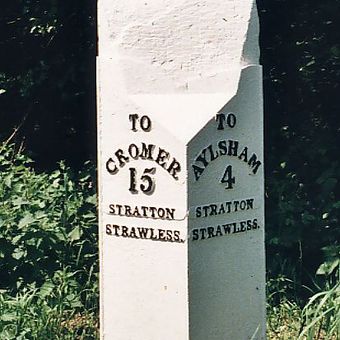 TO
CROMER
15
STRATTON
STRAWLESS.
TO
AYLSHAM
4
STRATTON
STRAWLESS.